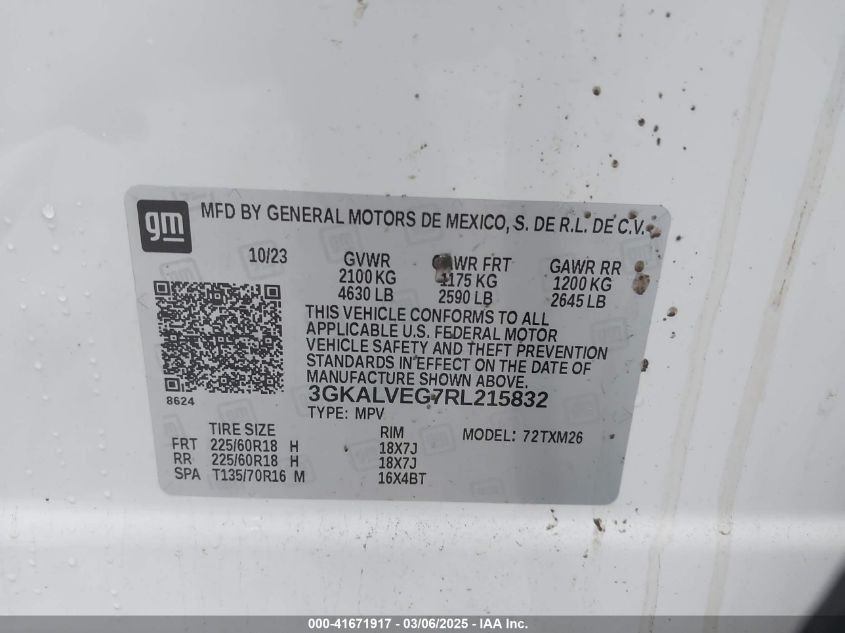 gm
MFD BY GENERAL MOTORS DE MEXICO, S. DE R.L. DE C.V.
10/23 GVWR GAWR FRT GAWR RR
2100 KG 1175 KG 1200 KG
4630 LB 2590 LB 2645 LB
THIS VEHICLE CONFORMS TO ALL
APPLICABLE U.S. FEDERAL MOTOR
VEHICLE SAFETY AND THEFT PREVENTION
STANDARDS IN EFFECT ON THE DATE
OF MANUFACTURE SHOWN ABOVE.
8624 3GKALVEG7RL215832
TYPE: MPV
TIRE SIZE RIM MODEL: 72TXM26
FRT 225/60R18 H 18X7J
RR 225/60R18 H 18X7J
SPA T135/70R16 M 16X4BT
000-41671917 - 03/06/2025 - IAA Inc.